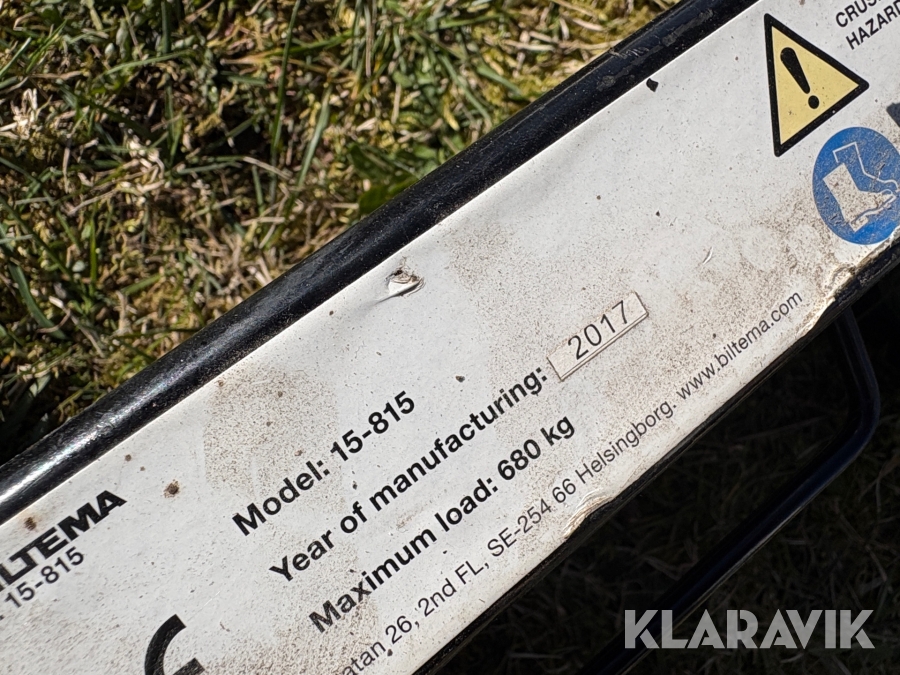 CRUS
HAZARD
LTEMA
15-815
Model: 15-815
Year of manufacturing: 2017
Maximum load: 680 kg
atan 26, 2nd FL, SE-254 66 Helsingborg. www.biltema.com
KLARAVIK